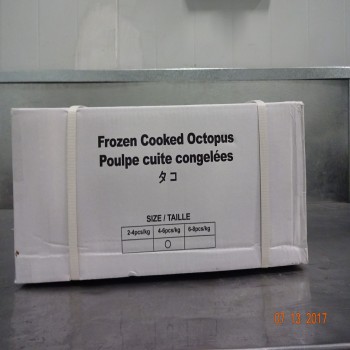 Frozen Cooked Octopus
Poulpe cuite congelées
タコ
SIZE / TAILLE
2-4pcs/kg 4-6pcs/kg 6-8pcs/kg
O